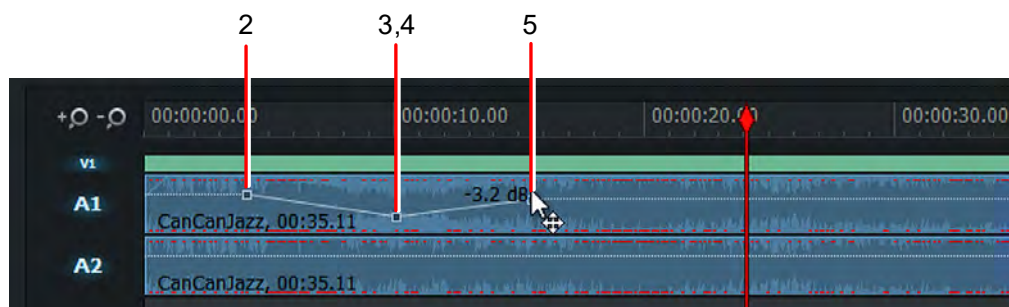 2 3,4 5
+ - 00:00:00.00 00:00:10.00 00:00:20.00 00:00:30.00
V1
A1 -3.2 dB
CanCanJazz, 00:35.11
A2
CanCanJazz, 00:35.11